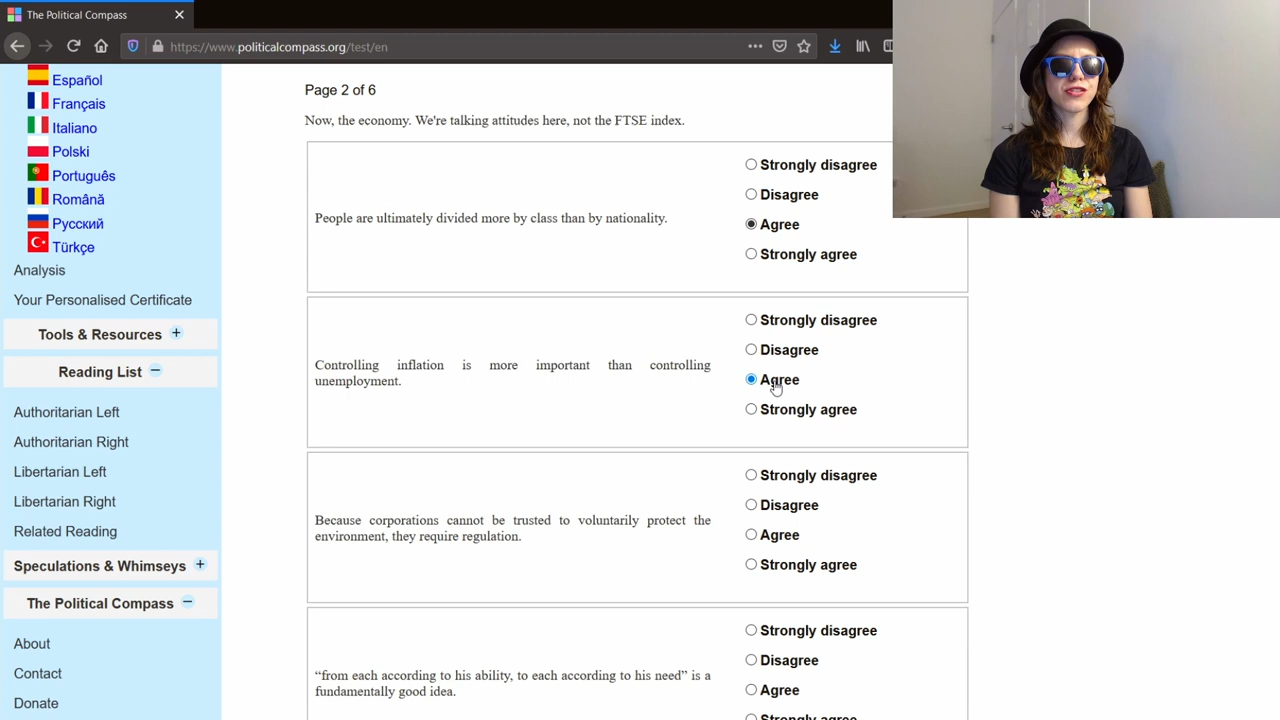 The Political Compass
https://www.politicalcompass.org/test/en
Español
Français
Italiano
Polski
Português
Română
Русский
Türkçe
Analysis
Your Personalised Certificate
Tools & Resources +
Reading List −
Authoritarian Left
Authoritarian Right
Libertarian Left
Libertarian Right
Related Reading
Speculations & Whimseys +
The Political Compass −
About
Contact
Donate
Page 2 of 6
Now, the economy. We're talking attitudes here, not the FTSE index.
People are ultimately divided more by class than by nationality.
Strongly disagree
Disagree
Agree
Strongly agree
Controlling inflation is more important than controlling
unemployment.
Strongly disagree
Disagree
Agree
Strongly agree
Because corporations cannot be trusted to voluntarily protect the
environment, they require regulation.
Strongly disagree
Disagree
Agree
Strongly agree
“from each according to his ability, to each according to his need” is a
fundamentally good idea.
Strongly disagree
Disagree
Agree
Strongly agree